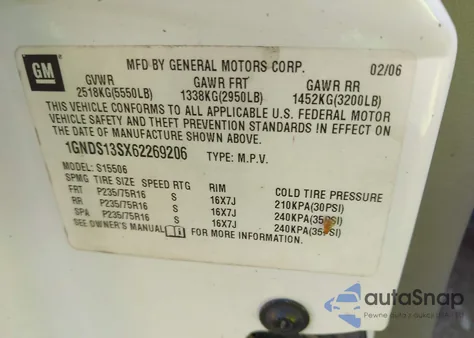 GM
MFD BY GENERAL MOTORS CORP. 02/06
GVWR GAWR FRT GAWR RR
2518KG(5550LB) 1338KG(2950LB) 1452KG(3200LB)
THIS VEHICLE CONFORMS TO ALL APPLICABLE U.S. FEDERAL MOTOR
VEHICLE SAFETY AND THEFT PREVENTION STANDARDS IN EFFECT ON
THE DATE OF MANUFACTURE SHOWN ABOVE.
1GNDS13SX62269206 TYPE: M.P.V.
MODEL: S15506
SPMG TIRE SIZE SPEED RTG RIM COLD TIRE PRESSURE
FRT P235/75R16 S 16X7J 210KPA(30PSI)
RR P235/75R16 S 16X7J 240KPA(35PSI)
SPA P235/75R16 S 16X7J 240KPA(35PSI)
SEE OWNER'S MANUAL FOR MORE INFORMATION.
autoSnap
Pewne auta z aukcji